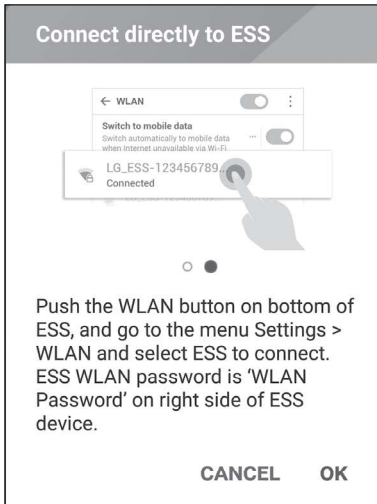 Connect directly to ESS
WLAN
Switch to mobile data
Switch automatically to mobile data
when Internet unavailable via Wi-Fi
LG_ESS-123456789...
Connected
Push the WLAN button on bottom of
ESS, and go to the menu Settings >
WLAN and select ESS to connect.
ESS WLAN password is ‘WLAN
Password’ on right side of ESS
device.
CANCEL OK